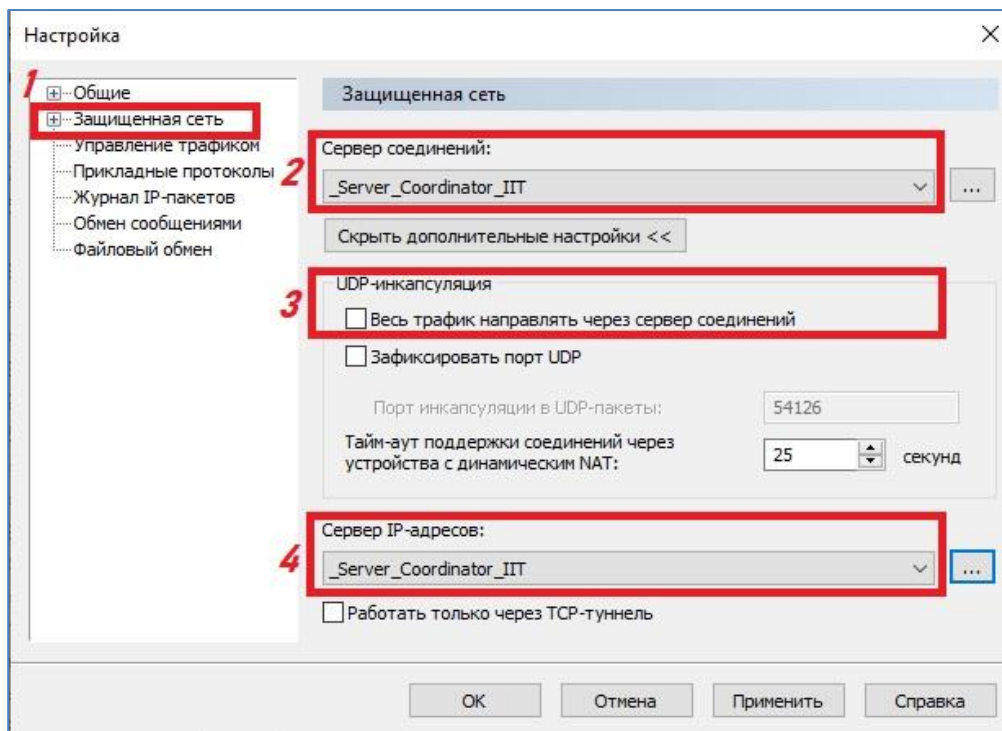 Настройка
1
Общие
Защищенная сеть
Управление трафиком
Прикладные протоколы
Журнал IP-пакетов
Обмен сообщениями
Файловый обмен
Защищенная сеть
2
Сервер соединений:
_Server_Coordinator_IIT
...
Скрыть дополнительные настройки <<
3
UDP-инкапсуляция
Весь трафик направлять через сервер соединений
Зафиксировать порт UDP
Порт инкапсуляции в UDP-пакеты: 54126
Тайм-аут поддержки соединений через
устройства с динамическим NAT: 25 секунд
4
Сервер IP-адресов:
_Server_Coordinator_IIT
...
Работать только через TCP-туннель
OK Отмена Применить Справка